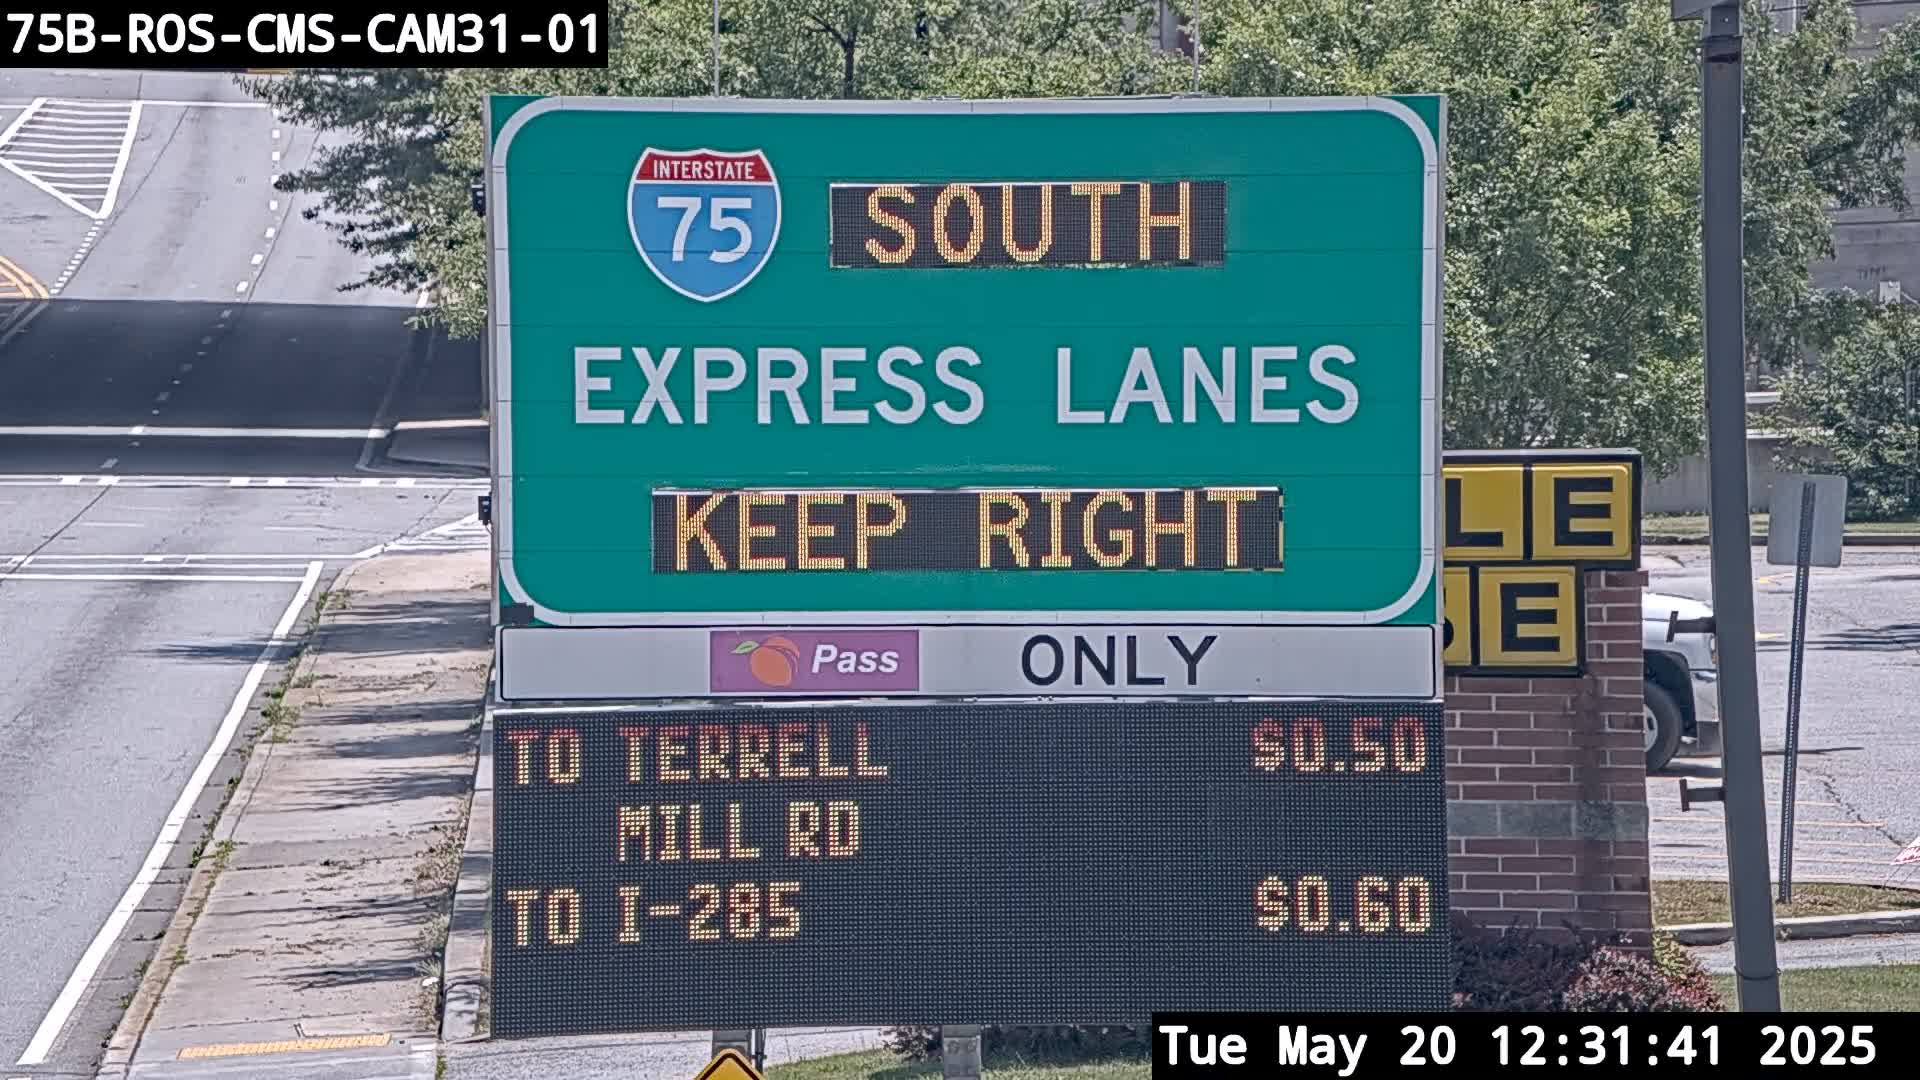 75B-ROS-CMS-CAM31-01
INTERSTATE
75
SOUTH
EXPRESS LANES
KEEP RIGHT
Pass ONLY
TO TERRELL $0.50
MILL RD
TO I-285 $0.60
LE
E
Tue May 20 12:31:41 2025